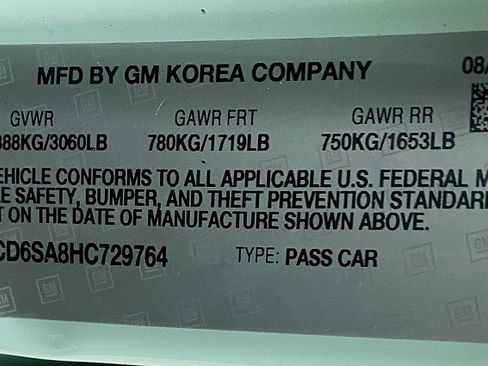 MFD BY GM KOREA COMPANY 08/
GVWR GAWR FRT GAWR RR
388KG/3060LB 780KG/1719LB 750KG/1653LB
VEHICLE CONFORMS TO ALL APPLICABLE U.S. FEDERAL M
LE SAFETY, BUMPER, AND THEFT PREVENTION STANDARD
CT ON THE DATE OF MANUFACTURE SHOWN ABOVE.
CD6SA8HC729764 TYPE: PASS CAR